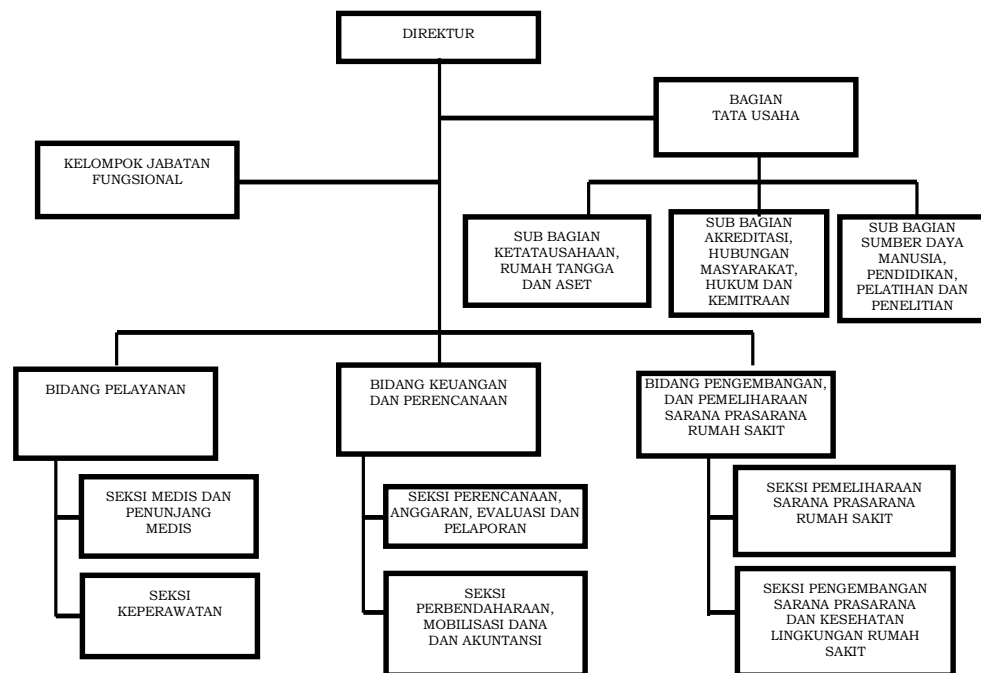 DIREKTUR
BAGIAN
TATA USAHA
KELOMPOK JABATAN
FUNGSIONAL
SUB BAGIAN
KETATAUSAHAAN,
RUMAH TANGGA
DAN ASET
SUB BAGIAN
AKREDITASI,
HUBUNGAN
MASYARAKAT,
HUKUM DAN
KEMITRAAN
SUB BAGIAN
SUMBER DAYA
MANUSIA,
PENDIDIKAN,
PELATIHAN DAN
PENELITIAN
BIDANG PELAYANAN
BIDANG KEUANGAN
DAN PERENCANAAN
BIDANG PENGEMBANGAN,
DAN PEMELIHARAAN
SARANA PRASARANA
RUMAH SAKIT
SEKSI MEDIS DAN
PENUNJANG
MEDIS
SEKSI PERENCANAAN,
ANGGARAN, EVALUASI DAN
PELAPORAN
SEKSI PEMELIHARAAN
SARANA PRASARANA
RUMAH SAKIT
SEKSI
KEPERAWATAN
SEKSI
PERBENDAHARAAN,
MOBILISASI DANA
DAN AKUNTANSI
SEKSI PENGEMBANGAN
SARANA PRASARANA
DAN KESEHATAN
LINGKUNGAN RUMAH
SAKIT